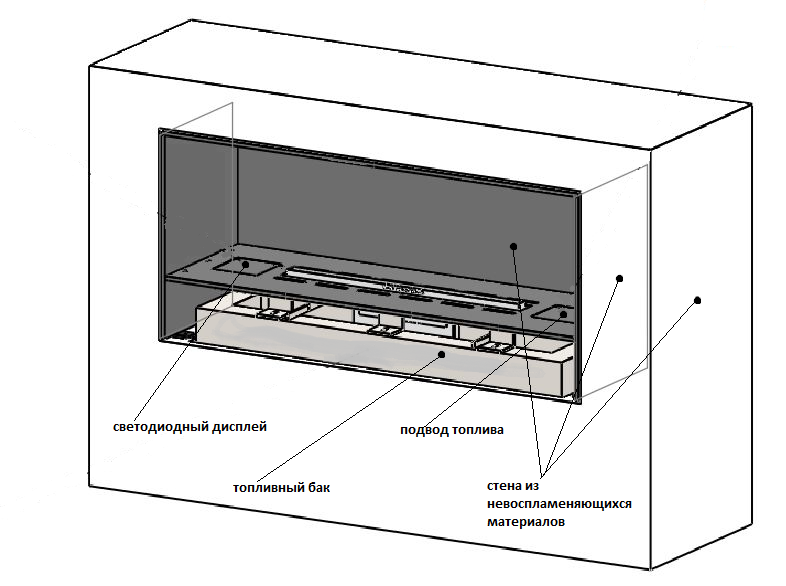 светодиодный дисплей
подвод топлива
топливный бак
стена из
невоспламеняющихся
материалов